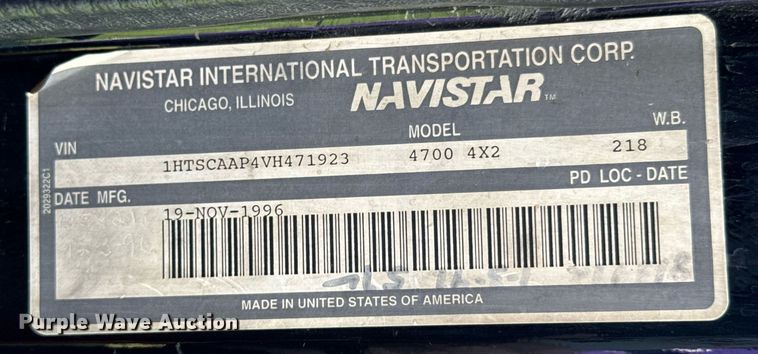 NAVISTAR INTERNATIONAL TRANSPORTATION CORP.
CHICAGO, ILLINOIS NAVISTAR TM
VIN MODEL W.B.
1HTSCAAP4VH471923 4700 4X2 218
DATE MFG. PD LOC - DATE
19-NOV-1996
2029322C1
MADE IN UNITED STATES OF AMERICA
Purple Wave Auction